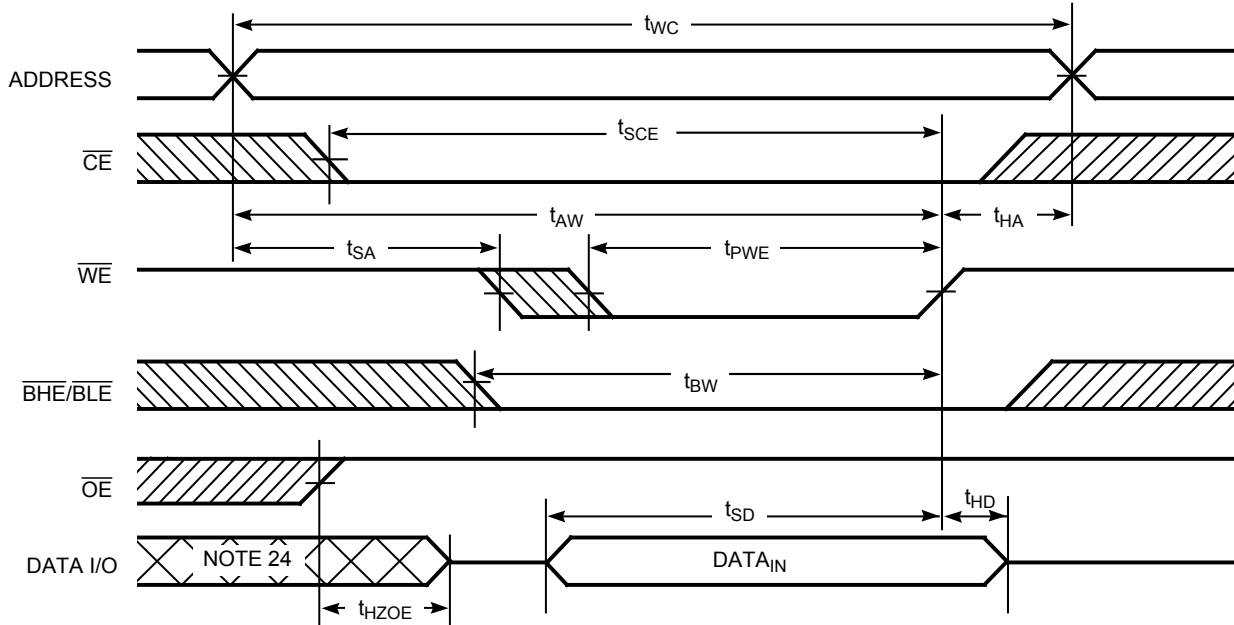 tWC
ADDRESS
tSCE
CE
tAW
tHA
tSA
tPWE
WE
BHE/BLE
tBW
OE
tSD
tHD
DATA I/O
NOTE 24
DATAIN
tHZOE